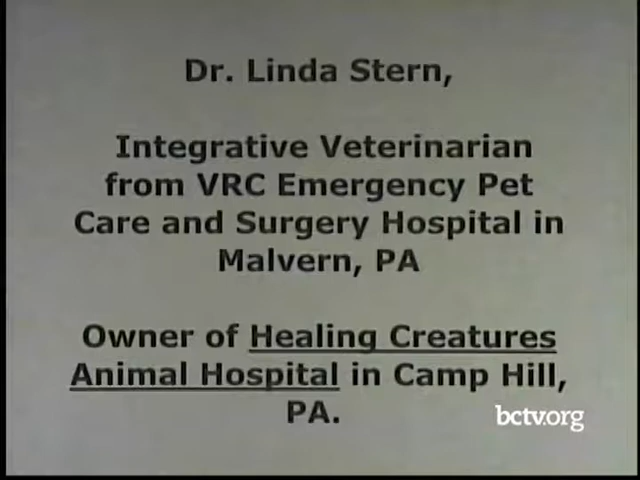 Dr. Linda Stern,
Integrative Veterinarian
from VRC Emergency Pet
Care and Surgery Hospital in
Malvern, PA
Owner of Healing Creatures
Animal Hospital in Camp Hill,
PA.
bctv.org